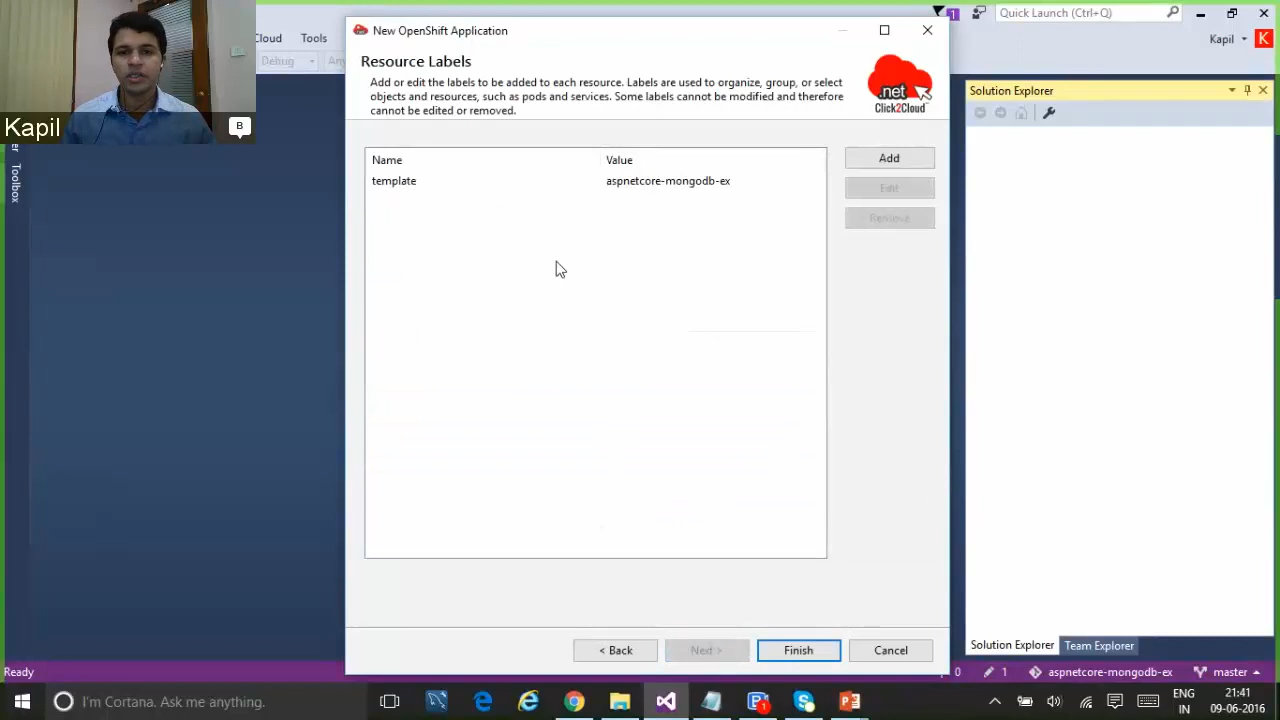 Quick Launch (Ctrl+Q)
Kapil
K
Cloud
Tools
Debug
Kapil
B
Toolbox
New OpenShift Application
Resource Labels
Add or edit the labels to be added to each resource. Labels are used to organize, group, or select
objects and resources, such as pods and services. Some labels cannot be modified and therefore
cannot be edited or removed.
.net
Click2Cloud
Name Value
template aspnetcore-mongodb-ex
Add
Edit
Remove
< Back
Next >
Finish
Cancel
Solution Explorer
Solution Explorer
Team Explorer
Ready
0
1
aspnetcore-mongodb-ex
master
I'm Cortana. Ask me anything.
1
ENG
IN
21:41
09-06-2016